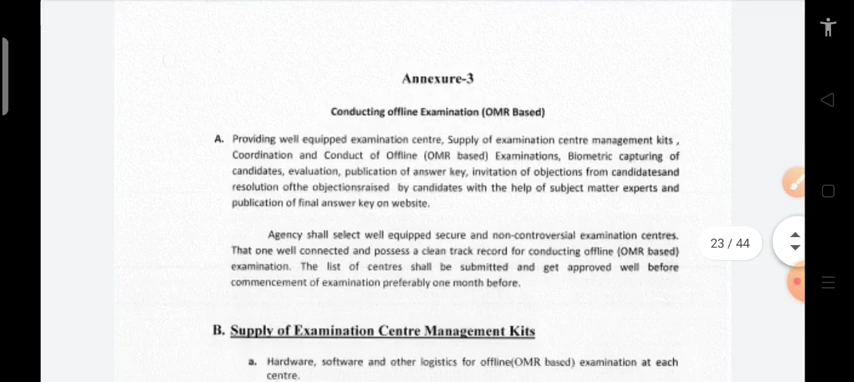 Annexure-3
Conducting offline Examination (OMR Based)
A. Providing well equipped examination centre, Supply of examination centre management kits ,
Coordination and Conduct of Offline (OMR based) Examinations, Biometric capturing of
candidates, evaluation, publication of answer key, invitation of objections from candidatesand
resolution ofthe objectionsraised by candidates with the help of subject matter experts and
publication of final answer key on website.
Agency shall select well equipped secure and non-controversial examination centres.
That one well connected and possess a clean track record for conducting offline (OMR based)
examination. The list of centres shall be submitted and get approved well before
commencement of examination preferably one month before.
23 / 44
B. Supply of Examination Centre Management Kits
a. Hardware, software and other logistics for offline(OMR based) examination at each
centre.